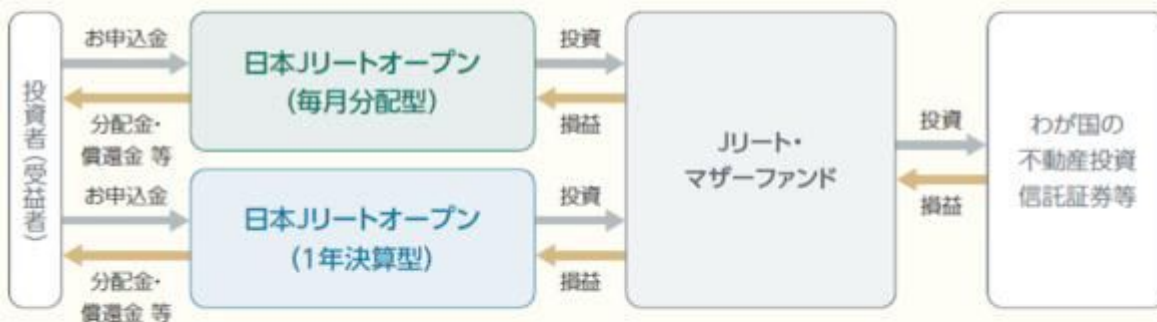 投資者(受益者)
お申込金
分配金・
償還金 等
お申込金
分配金・
償還金 等
日本Jリートオープン
(毎月分配型)
日本Jリートオープン
(1年決算型)
投資
損益
投資
損益
Jリート・
マザーファンド
投資
損益
わが国の
不動産投資
信託証券等